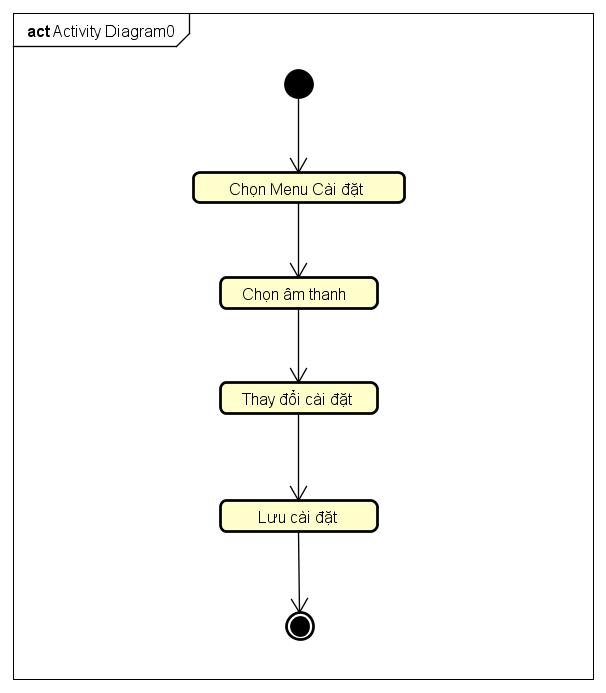 act Activity Diagram0
Chọn Menu Cài đặt
Chọn âm thanh
Thay đổi cài đặt
Lưu cài đặt